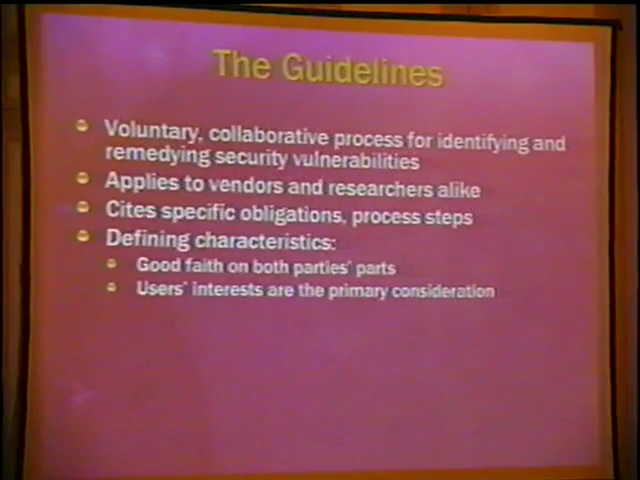 The Guidelines
Voluntary, collaborative process for identifying and
remedying security vulnerabilities
Applies to vendors and researchers alike
Cites specific obligations, process steps
Defining characteristics:
Good faith on both parties' parts
Users' interests are the primary consideration